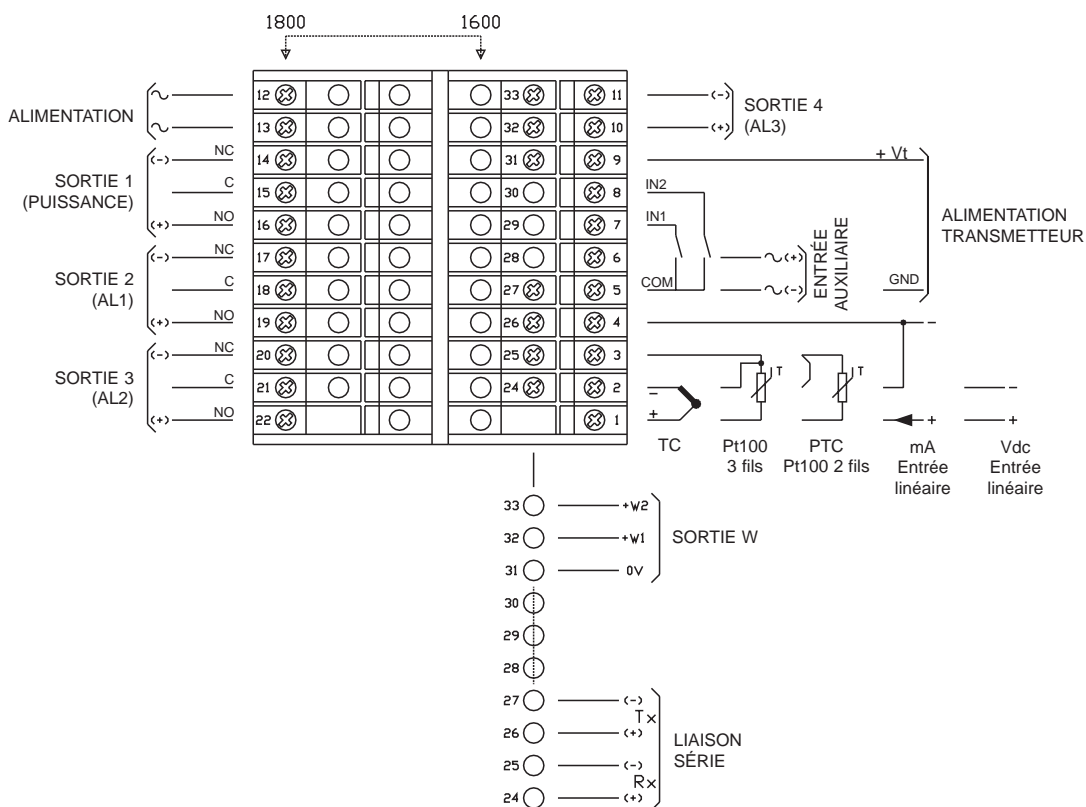 1800 1600
ALIMENTATION 12 33 11 (-) SORTIE 4
13 32 10 (+) (AL3)
(-) NC 14 31 9 + Vt
SORTIE 1
(PUISSANCE) C 15 30 8 IN2
(+) NO 16 29 7 IN1
ALIMENTATION
TRANSMETTEUR
(-) NC 17 28 6 (+)
SORTIE 2
(AL1) C 18 27 5 COM (-) GND
ENTRÉE
AUXILIAIRE
(+) NO 19 26 4 -
(-) NC 20 25 3 T T
SORTIE 3
(AL2) C 21 24 2 - -
(+) NO 22 1 + + +
TC
Pt100
3 fils
PTC
Pt100 2 fils
mA
Entrée
linéaire
Vdc
Entrée
linéaire
33 +W2
32 +W1 SORTIE W
31 0V
30
29
28
27 (-)
Tx
26 (+)
LIAISON
SÉRIE
25 (-)
Rx
24 (+)